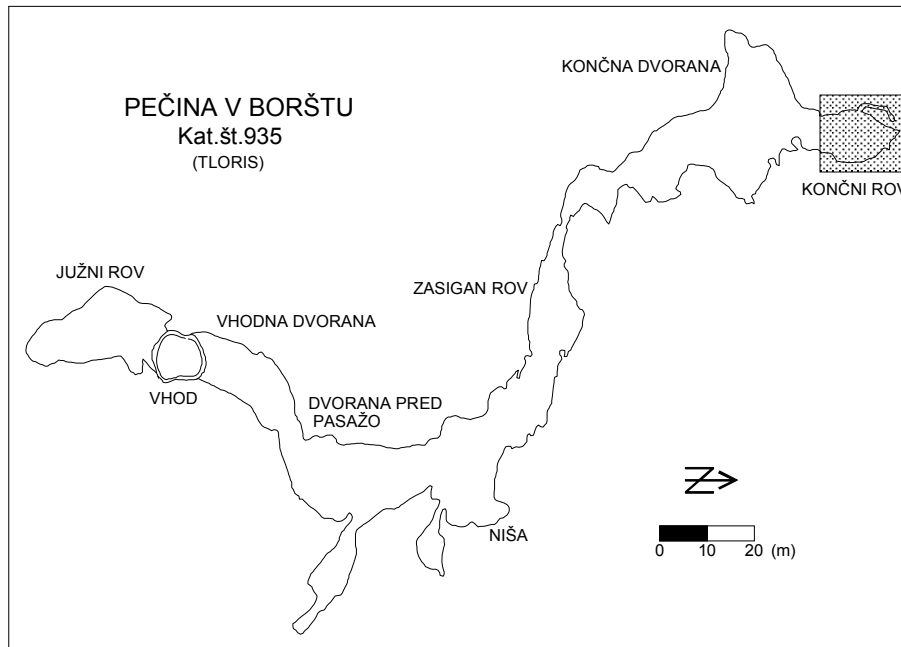 PEČINA V BORŠTU
Kat.št.935
(TLORIS)
KONČNA DVORANA
KONČNI ROV
JUŽNI ROV
ZASIGAN ROV
VHODNA DVORANA
VHOD
DVORANA PRED
PASAŽO
NIŠA
Z
0 10 20 (m)